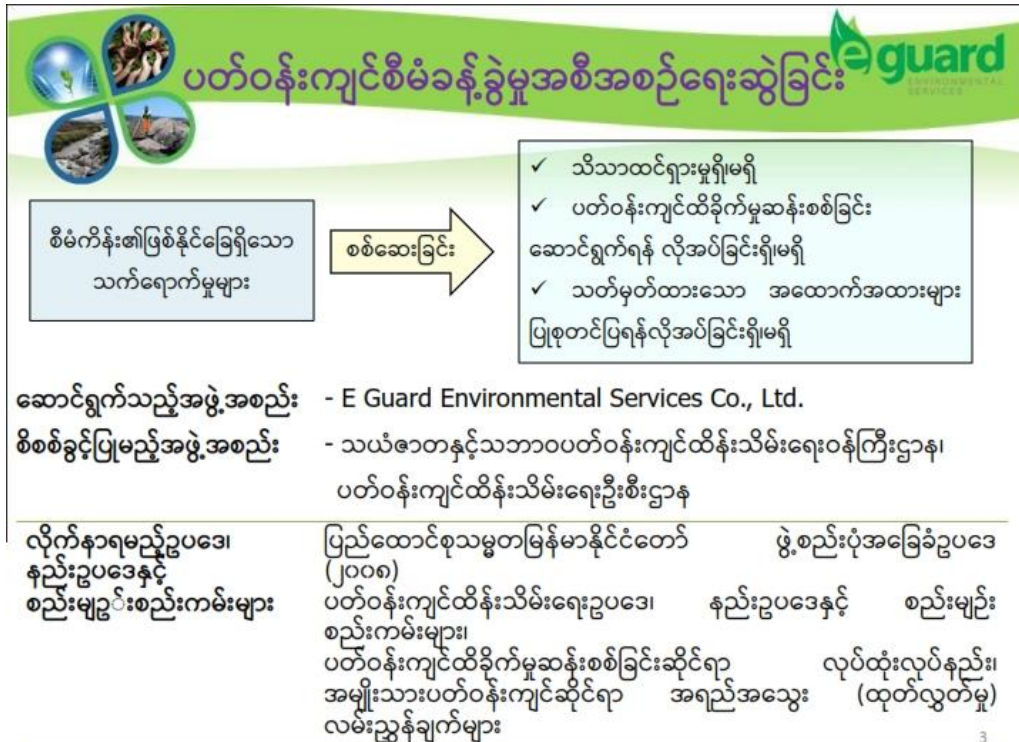 ပတ်ဝန်းကျင်စီမံခန့်ခွဲမှုအစီအစဉ်ရေးဆွဲခြင်း
eguard
ENVIRONMENTAL
SERVICES
စီမံကိန်း၏ဖြစ်နိုင်ခြေရှိသော
သက်ရောက်မှုများ
စစ်ဆေးခြင်း
✓ သိသာထင်ရှားမှုရှိ၊မရှိ
✓ ပတ်ဝန်းကျင်ထိခိုက်မှုဆန်းစစ်ခြင်း
ဆောင်ရွက်ရန် လိုအပ်ခြင်းရှိ၊မရှိ
✓ သတ်မှတ်ထားသော အထောက်အထားများ
ပြုစုတင်ပြရန်လိုအပ်ခြင်းရှိ၊မရှိ
ဆောင်ရွက်သည့်အဖွဲ့အစည်း - E Guard Environmental Services Co., Ltd.
စိစစ်ခွင့်ပြုမည့်အဖွဲ့အစည်း - သယံဇာတနှင့်သဘာဝပတ်ဝန်းကျင်ထိန်းသိမ်းရေးဝန်ကြီးဌာန၊
ပတ်ဝန်းကျင်ထိန်းသိမ်းရေးဦးစီးဌာန
လိုက်နာရမည့်ဥပဒေ၊
နည်းဥပဒေနှင့်
စည်းမျဥ်းစည်းကမ်းများ
ပြည်ထောင်စုသမ္မတမြန်မာနိုင်ငံတော် ဖွဲ့စည်းပုံအခြေခံဥပဒေ
(၂၀၀၈)
ပတ်ဝန်းကျင်ထိန်းသိမ်းရေးဥပဒေ၊ နည်းဥပဒေနှင့် စည်းမျဉ်း
စည်းကမ်းများ၊
ပတ်ဝန်းကျင်ထိခိုက်မှုဆန်းစစ်ခြင်းဆိုင်ရာ လုပ်ထုံးလုပ်နည်း၊
အမျိုးသားပတ်ဝန်းကျင်ဆိုင်ရာ အရည်အသွေး (ထုတ်လွှတ်မှု)
လမ်းညွှန်ချက်များ
3